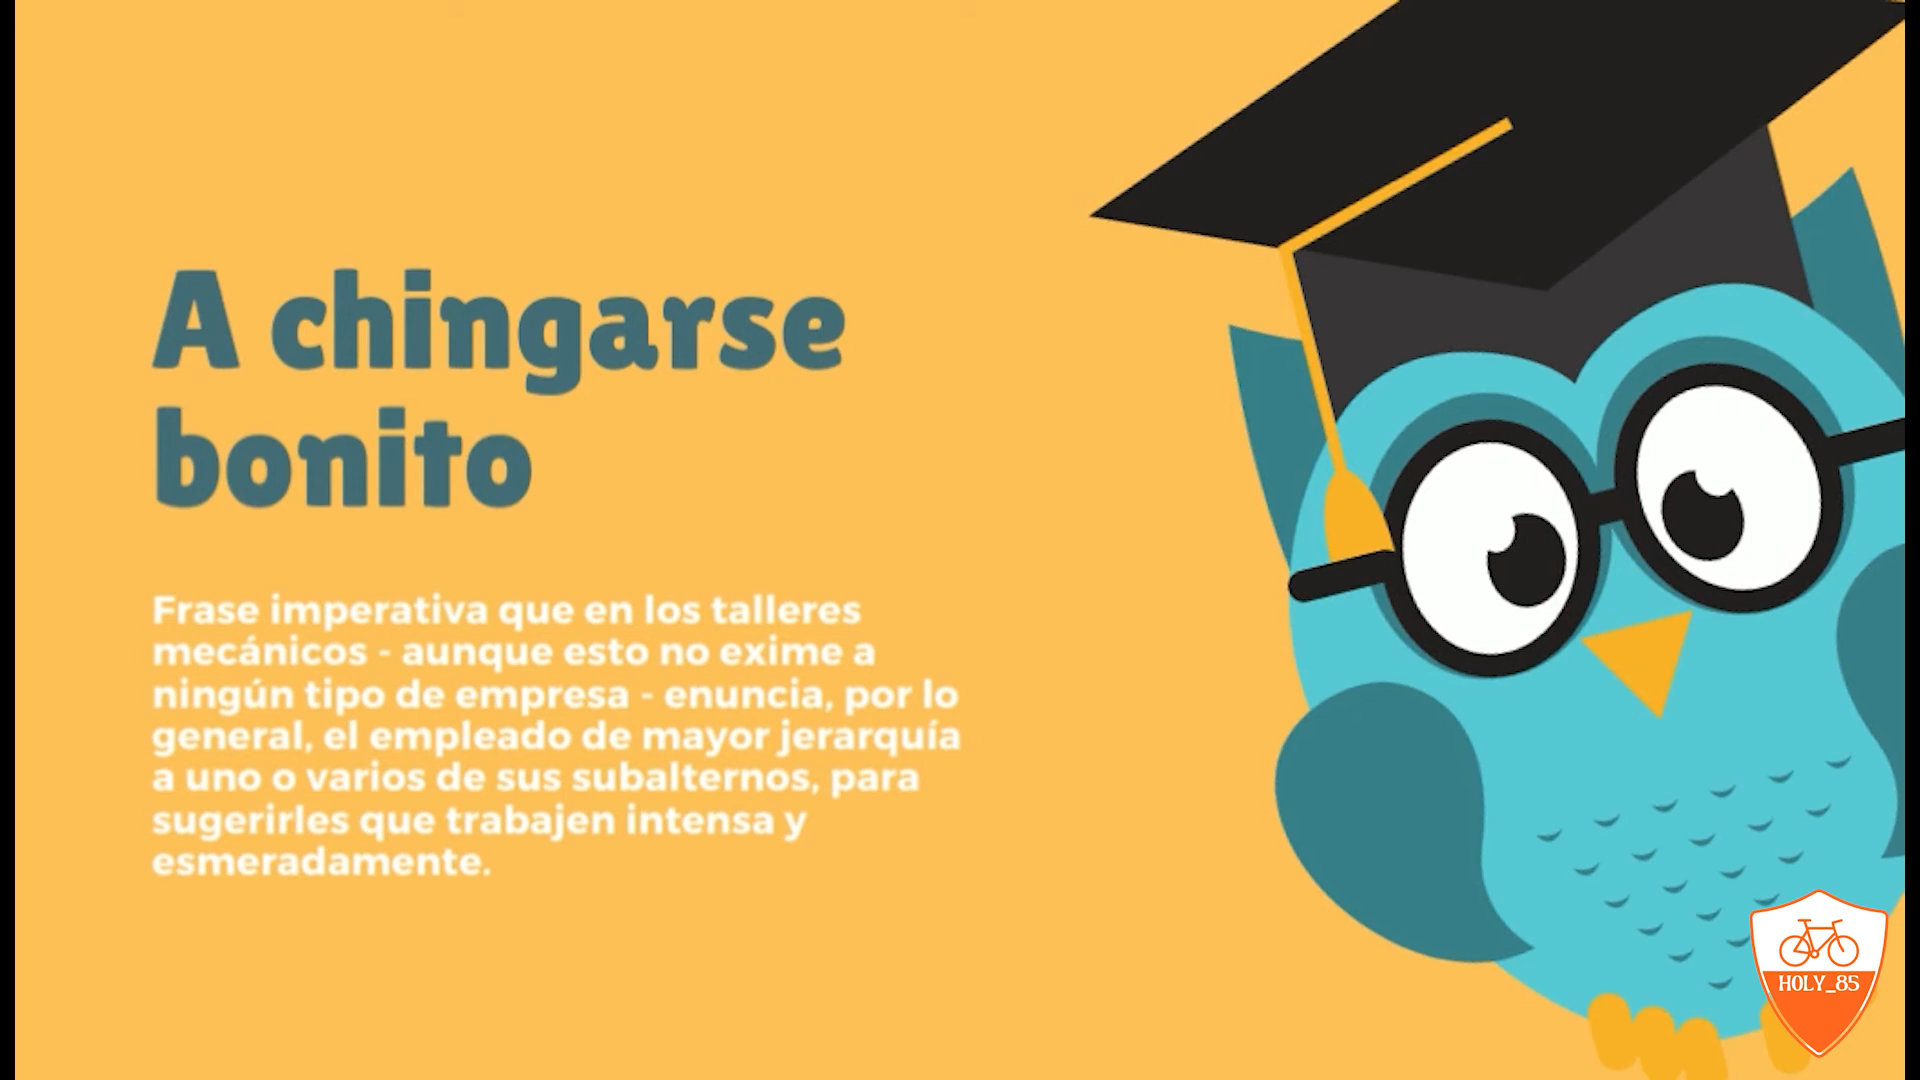 A chingarse
bonito
Frase imperativa que en los talleres
mecánicos - aunque esto no exime a
ningún tipo de empresa - enuncia, por lo
general, el empleado de mayor jerarquía
a uno o varios de sus subalternos, para
sugerirles que trabajen intensa y
esmeradamente.
HOLY_85